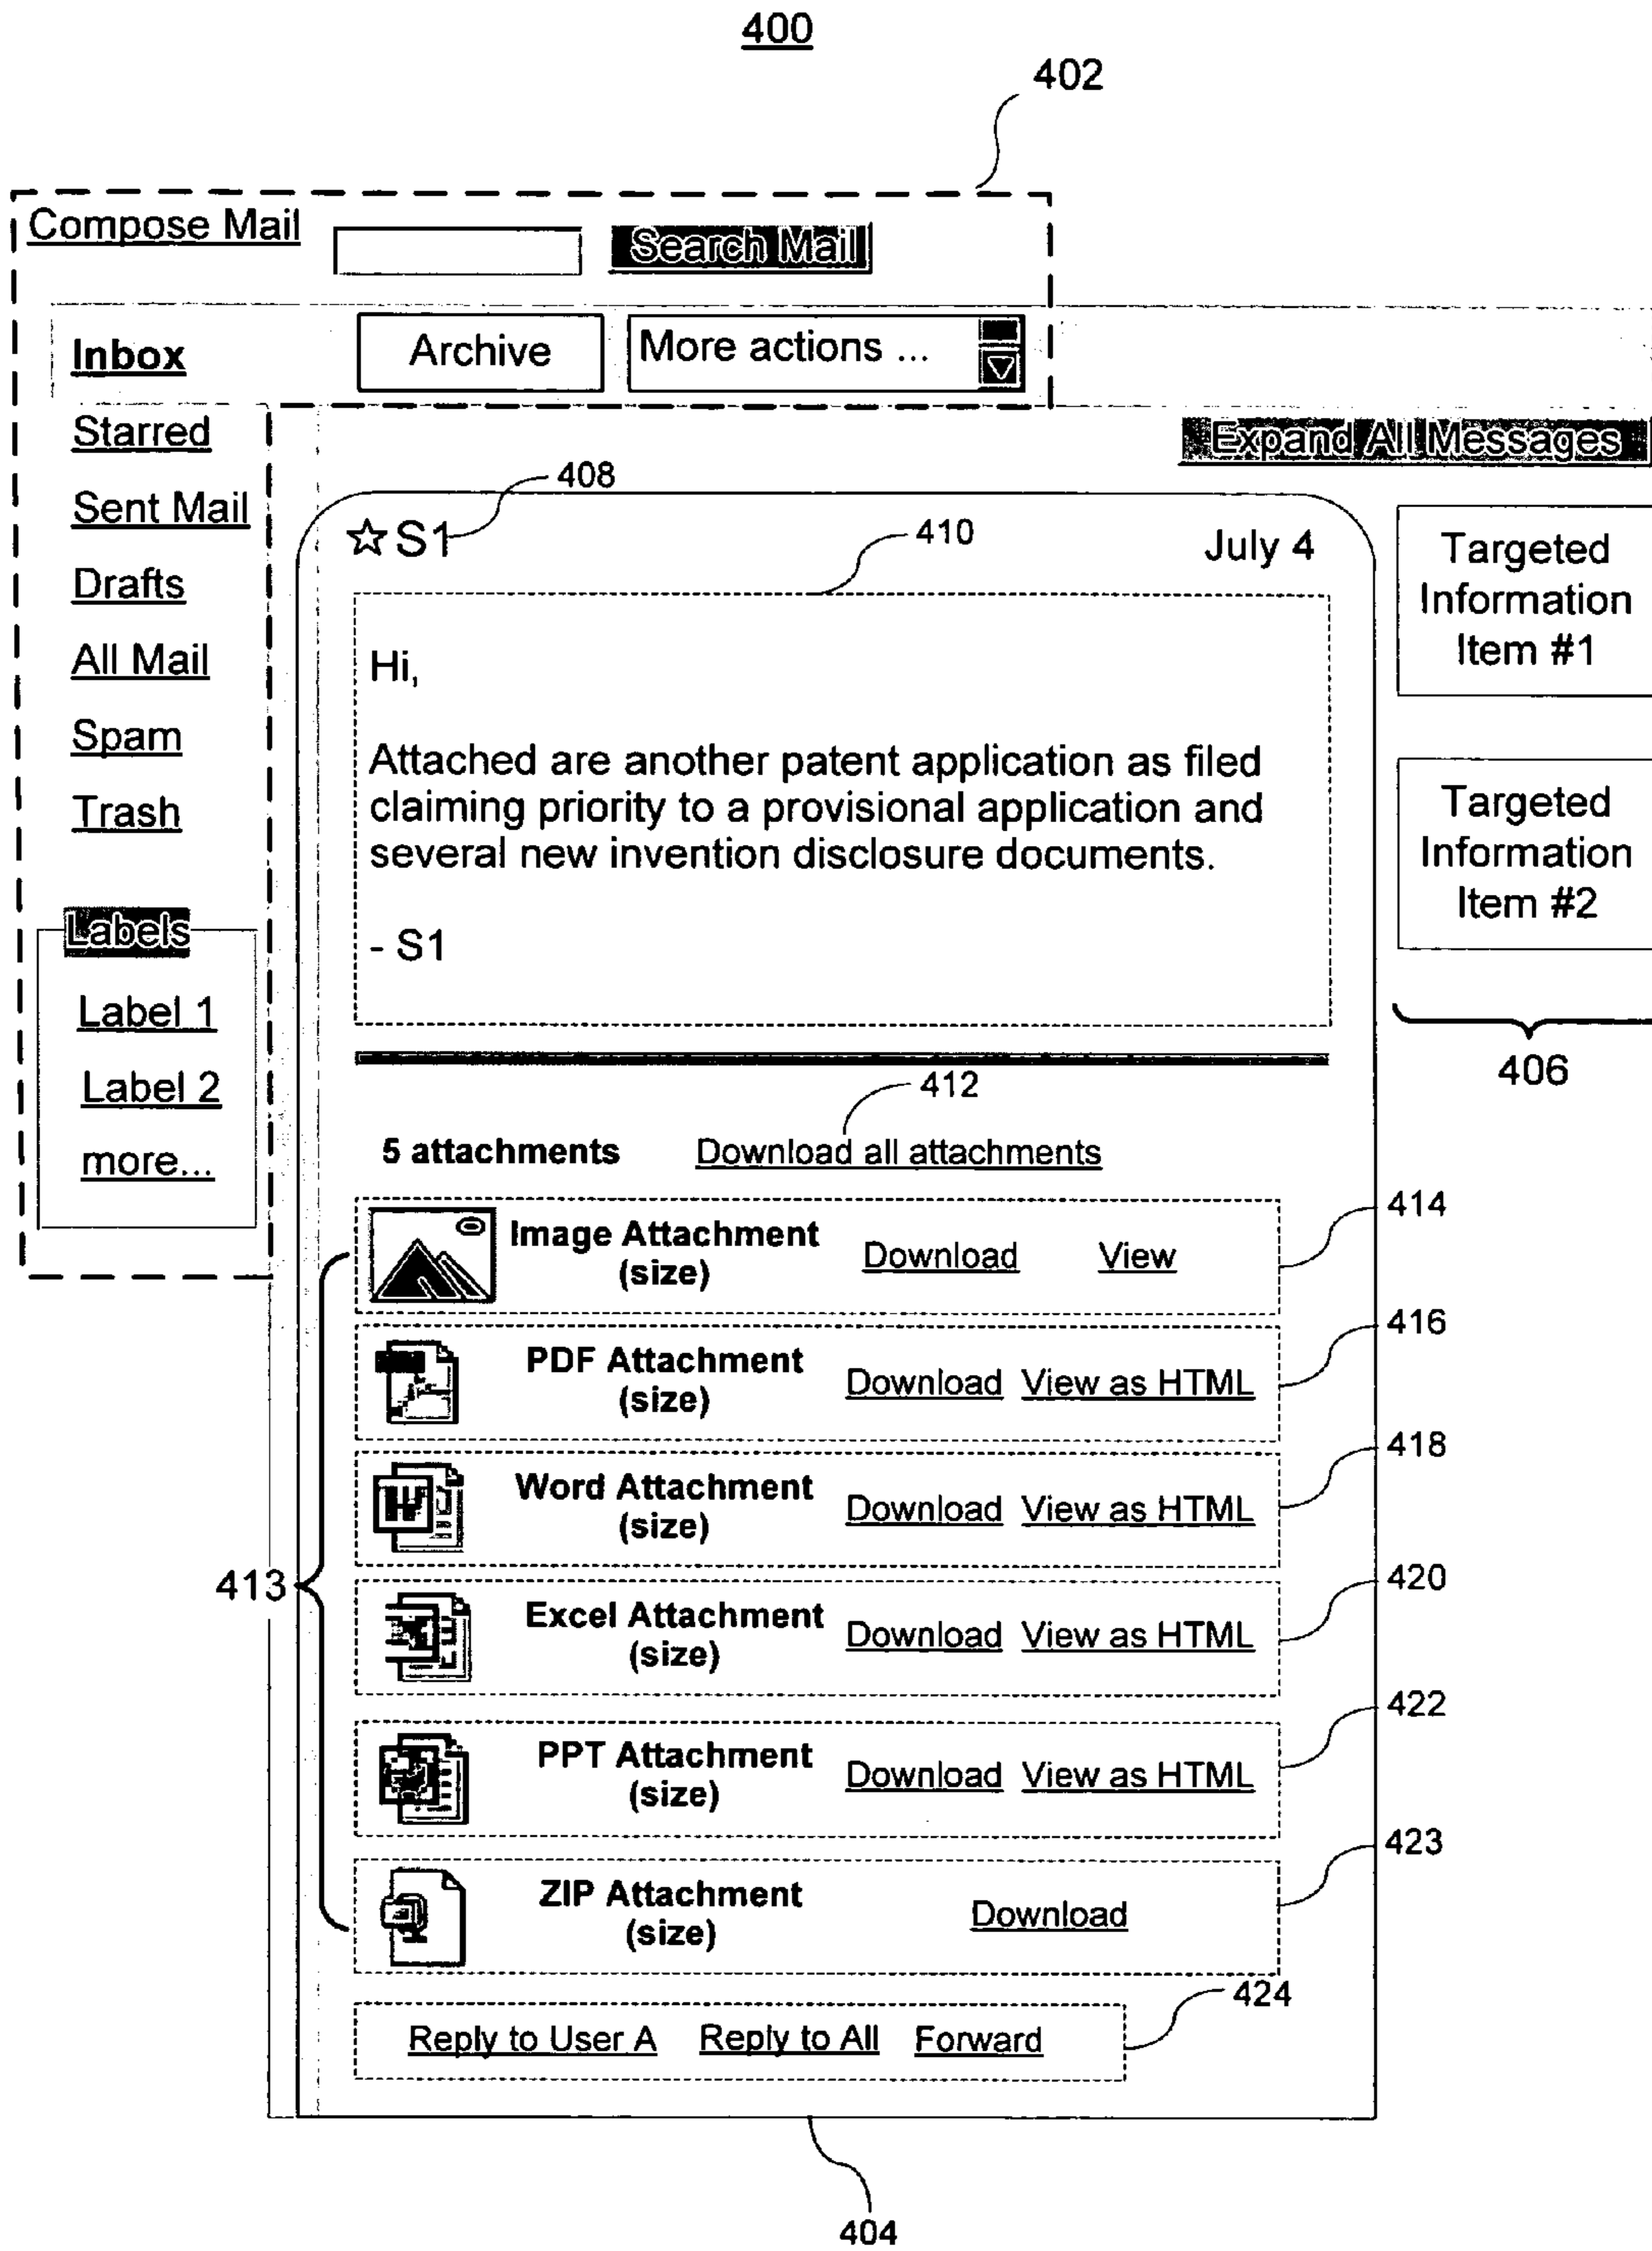 400
402
Compose Mail
Search Mail
Inbox
Archive
More actions ...
Starred
Expand All Messages
Sent Mail
408
☆ S1
410
July 4
Targeted
Information
Item #1
Drafts
All Mail
Spam
Trash
Hi,
Attached are another patent application as filed
claiming priority to a provisional application and
several new invention disclosure documents.
- S1
Targeted
Information
Item #2
406
Labels
Label 1
Label 2
more...
412
5 attachments Download all attachments
413
Image Attachment
(size)
Download View
414
PDF Attachment
(size)
Download View as HTML
416
Word Attachment
(size)
Download View as HTML
418
Excel Attachment
(size)
Download View as HTML
420
PPT Attachment
(size)
Download View as HTML
422
ZIP Attachment
(size)
Download
423
424
Reply to User A Reply to All Forward
404